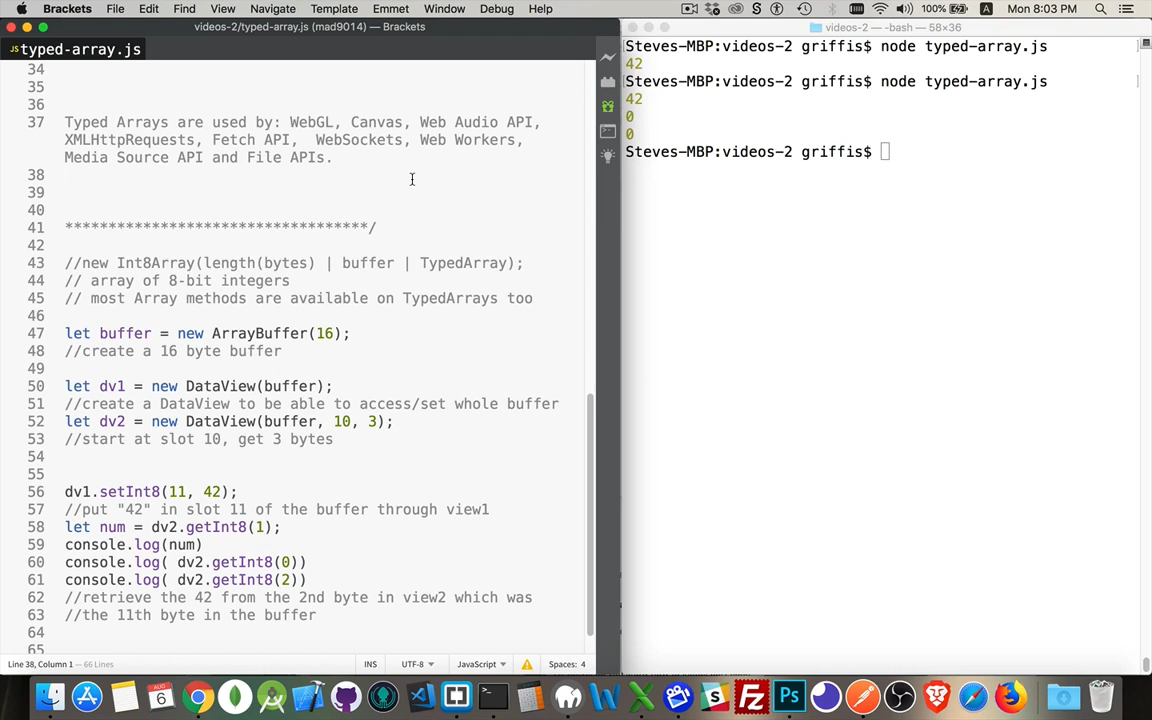 Brackets File Edit Find View Navigate Template Emmet Window Debug Help 100% Mon 8:03 PM
videos-2/typed-array.js (mad9014) — Brackets
videos-2 — -bash — 58×36
JS typed-array.js
34
35
36
37 Typed Arrays are used by: WebGL, Canvas, Web Audio API,
XMLHttpRequests, Fetch API,  WebSockets, Web Workers,
Media Source API and File APIs.
38
39
40
41 ***********************************/
42
43 //new Int8Array(length(bytes) | buffer | TypedArray);
44 // array of 8-bit integers
45 // most Array methods are available on TypedArrays too
46
47 let buffer = new ArrayBuffer(16);
48 //create a 16 byte buffer
49
50 let dv1 = new DataView(buffer);
51 //create a DataView to be able to access/set whole buffer
52 let dv2 = new DataView(buffer, 10, 3);
53 //start at slot 10, get 3 bytes
54
55
56 dv1.setInt8(11, 42);
57 //put "42" in slot 11 of the buffer through view1
58 let num = dv2.getInt8(1);
59 console.log(num)
60 console.log( dv2.getInt8(0))
61 console.log( dv2.getInt8(2))
62 //retrieve the 42 from the 2nd byte in view2 which was
63 //the 11th byte in the buffer
64
65
Line 38, Column 1 — 66 Lines INS UTF-8 JavaScript Spaces: 4
Steves-MBP:videos-2 griffis$ node typed-array.js
42
Steves-MBP:videos-2 griffis$ node typed-array.js
42
0
0
Steves-MBP:videos-2 griffis$